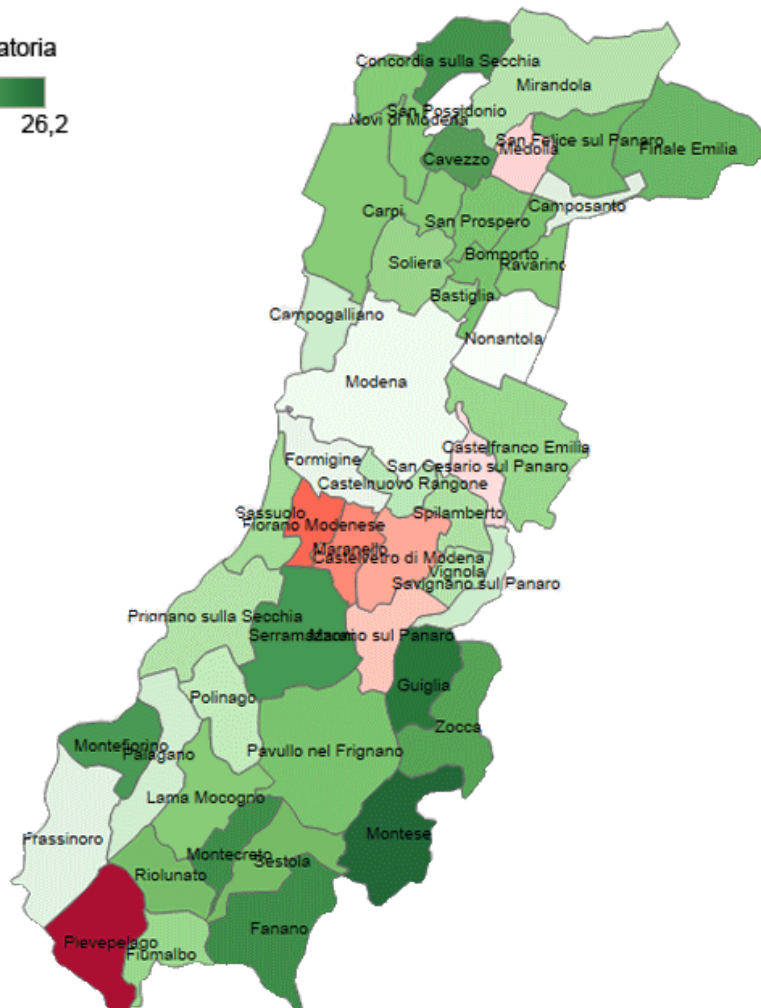 atoria
26,2
Concordia sulla Secchia
Mirandola
San Possidonio
Novi di Modena
San Felice sul Panaro
Medolla
Finale Emilia
Cavezzo
Camposanto
Carpi
San Prospero
Bomporto
Soliera
Ravarino
Bastiglia
Campogalliano
Nonantola
Modena
Castelfranco Emilia
Formigine
San Cesario sul Panaro
Castelnuovo Rangone
Sassuolo
Spilamberto
Fiorano Modenese
Maranello
Castelvetro di Modena
Vignola
Savignano sul Panaro
Prignano sulla Secchia
Serramazzoni
Marano sul Panaro
Guiglia
Polinago
Zocca
Montefiorino
Pavullo nel Frignano
Palagano
Lama Mocogno
Montese
Frassinoro
Montecreto
Sestola
Riolunato
Fanano
Pievepelago
Fiumalbo